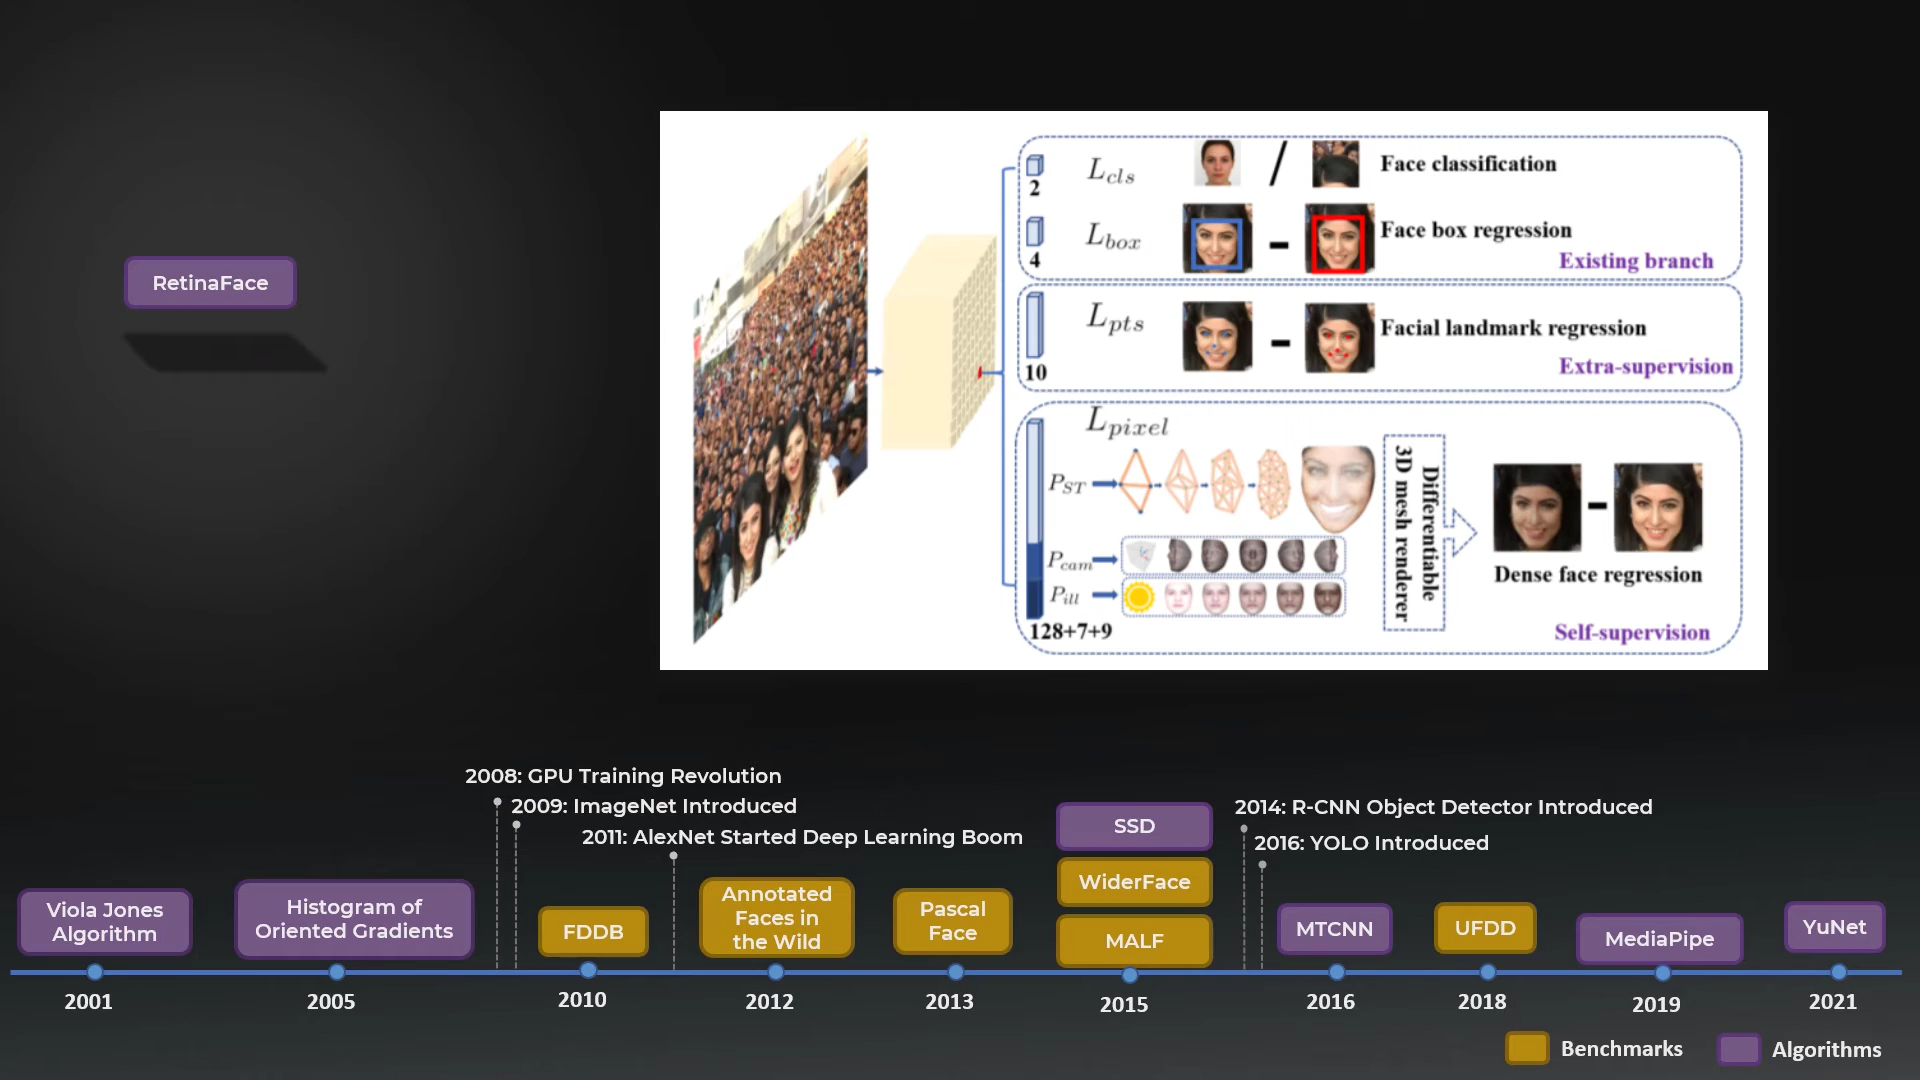 RetinaFace
L_cls
Face classification
2
L_box
Face box regression
4
Existing branch
L_pts
Facial landmark regression
10
Extra-supervision
L_pixel
P_ST
P_cam
P_ill
128+7+9
Differentiable
3D mesh renderer
Dense face regression
Self-supervision
2008: GPU Training Revolution
2009: ImageNet Introduced
2011: AlexNet Started Deep Learning Boom
2014: R-CNN Object Detector Introduced
2016: YOLO Introduced
Viola Jones
Algorithm
Histogram of
Oriented Gradients
FDDB
Annotated
Faces in
the Wild
Pascal
Face
SSD
WiderFace
MALF
MTCNN
UFDD
MediaPipe
YuNet
2001
2005
2010
2012
2013
2015
2016
2018
2019
2021
Benchmarks
Algorithms